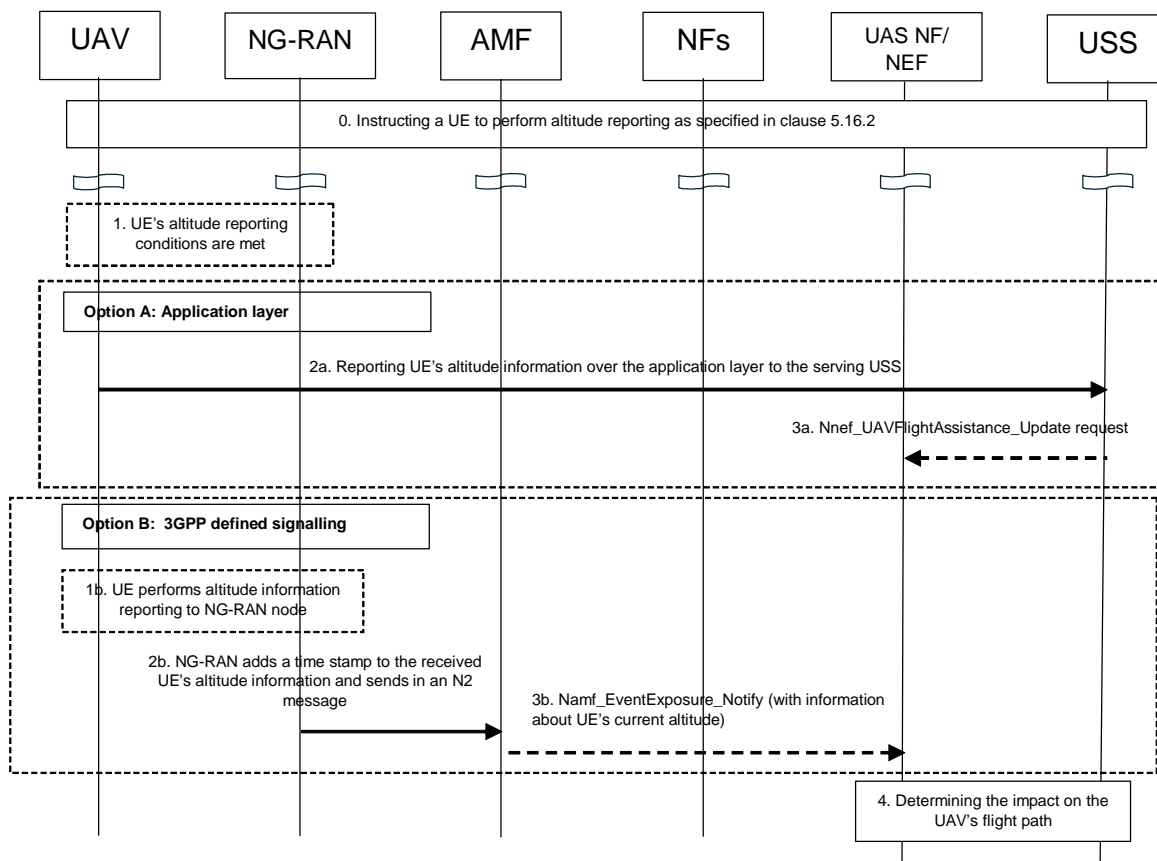 UAV
NG-RAN
AMF
NFs
UAS NF/
NEF
USS
0. Instructing a UE to perform altitude reporting as specified in clause 5.16.2
1. UE's altitude reporting
conditions are met
Option A: Application layer
2a. Reporting UE's altitude information over the application layer to the serving USS
3a. Nnef_UAVFlightAssistance_Update request
Option B:  3GPP defined signalling
1b. UE performs altitude information
reporting to NG-RAN node
2b. NG-RAN adds a time stamp to the received
UE's altitude information and sends in an N2
message
3b. Namf_EventExposure_Notify (with information
about UE's current altitude)
4. Determining the impact on the
UAV's flight path